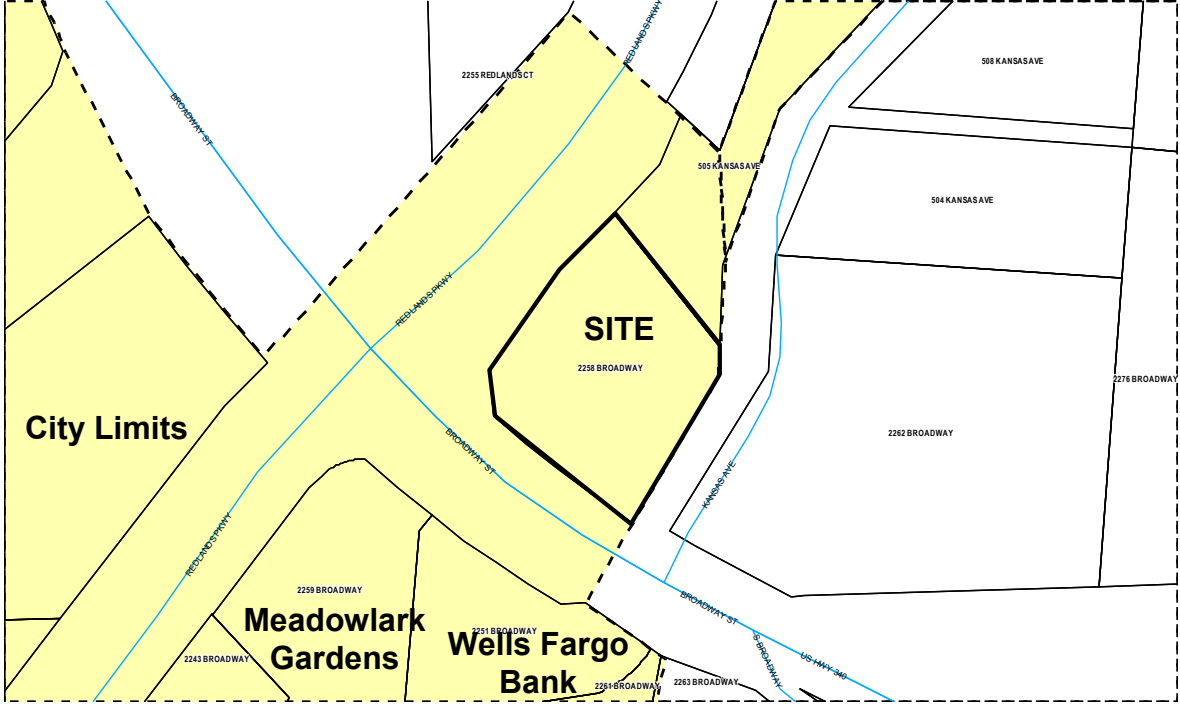 REDLANDS PKWY
508 KANSAS AVE
2255 REDLANDS CT
BROADWAY ST
505 KANSAS AVE
504 KANSAS AVE
REDLANDS PKWY
SITE
2258 BROADWAY
2276 BROADWAY
City Limits
2262 BROADWAY
BROADWAY ST
KANSAS AVE
REDLANDS PKWY
2259 BROADWAY
Meadowlark
Gardens
2251 BROADWAY
Wells Fargo
Bank
BROADWAY ST
2243 BROADWAY
S BROADWAY
US HWY 340
2261 BROADWAY
2263 BROADWAY